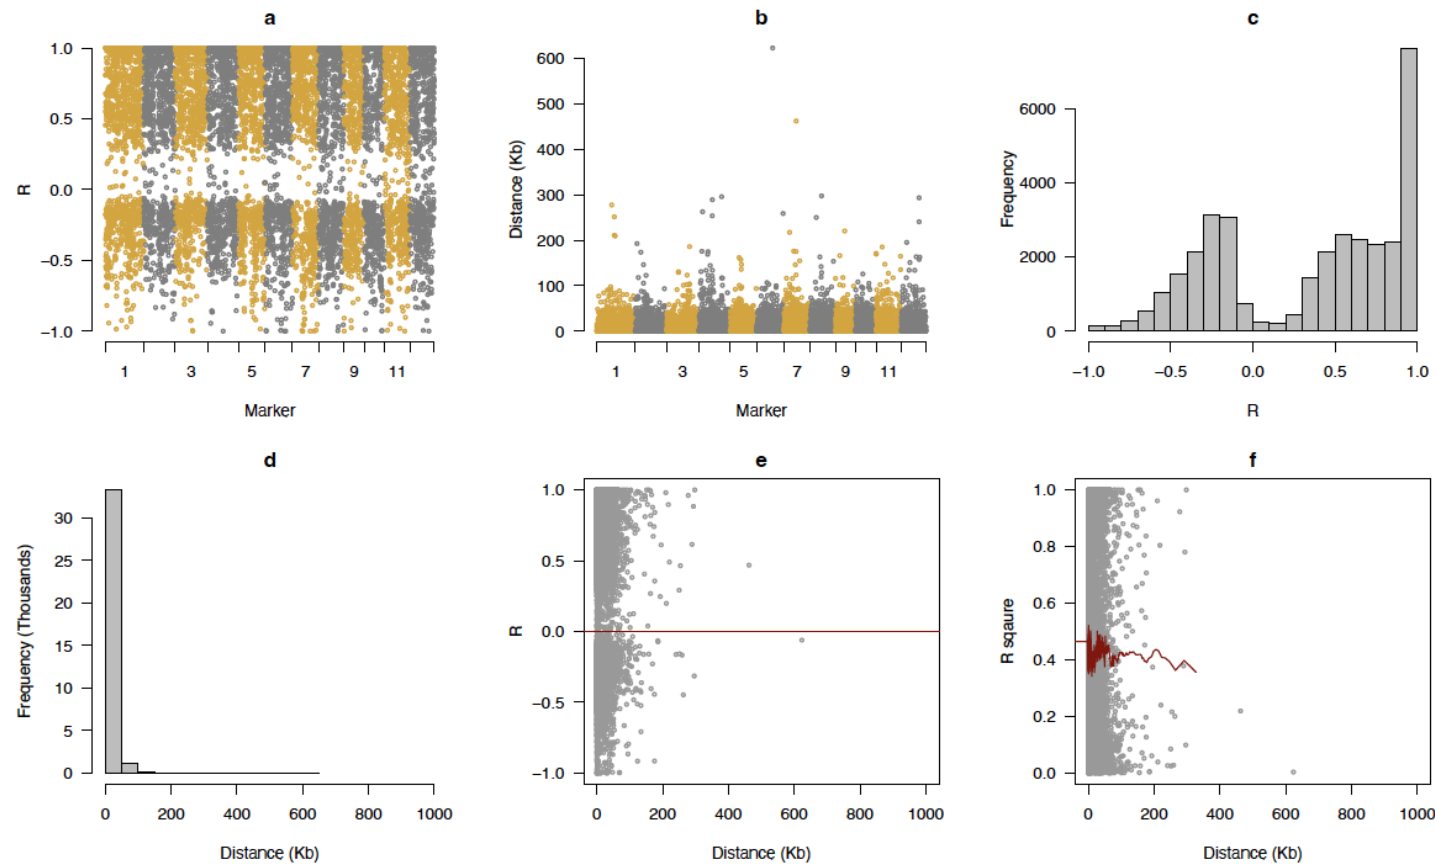 a
1.0
0.5
0.0
−0.5
−1.0
R
1 3 5 7 9 11
Marker
b
600
500
400
300
200
100
0
Distance (Kb)
1 3 5 7 9 11
Marker
c
6000
4000
2000
0
Frequency
−1.0 −0.5 0.0 0.5 1.0
R
d
30
25
20
15
10
5
0
Frequency (Thousands)
0 200 400 600 800 1000
Distance (Kb)
e
1.0
0.5
0.0
−0.5
−1.0
R
0 200 400 600 800 1000
Distance (Kb)
f
1.0
0.8
0.6
0.4
0.2
0.0
R sqaure
0 200 400 600 800 1000
Distance (Kb)